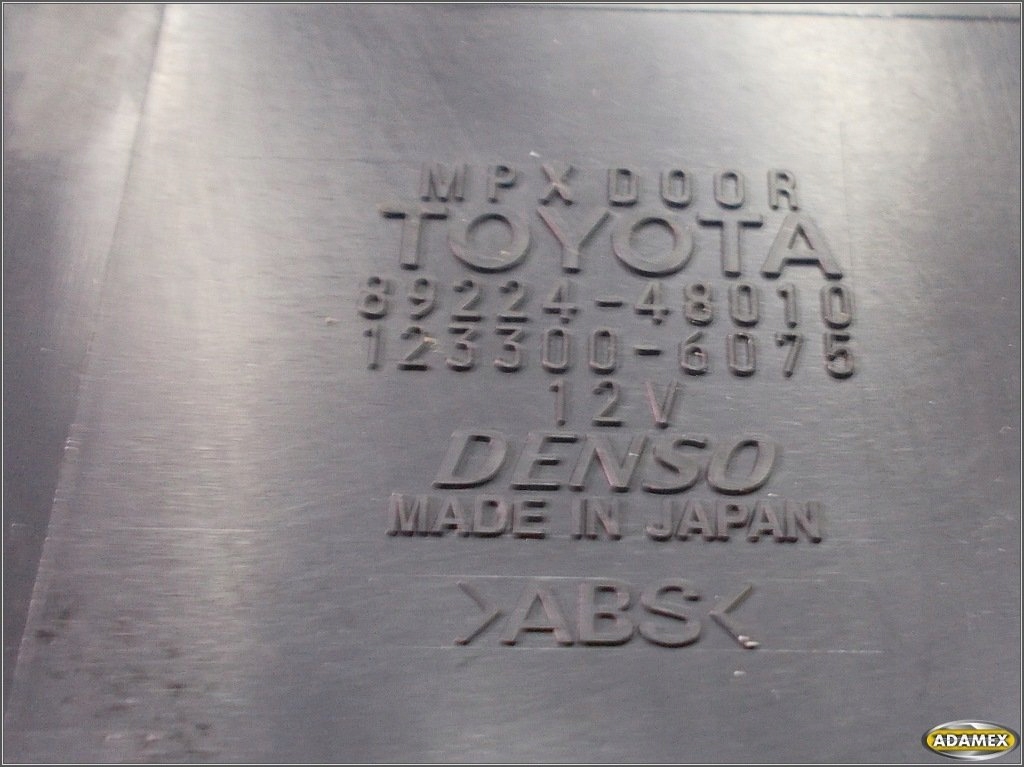 MPX DOOR
TOYOTA
89224-48010
123300-6075
12V
DENSO
MADE IN JAPAN
>ABS<
ADAMEX